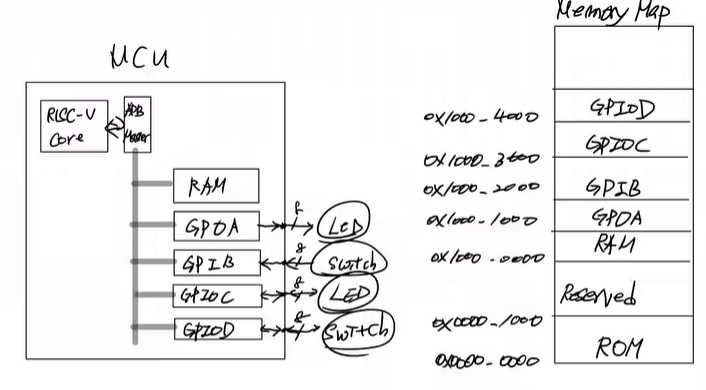 Memory Map
MCU
RISC-V
Core
APB
Master
RAM
GPOA
8
LED
GPIB
8
Switch
GPIOC
8
LED
GPIOD
8
Switch
GPIOD
0x1000_4000
GPIOC
0x1000_3000
GPIB
0x1000_2000
GPOA
0x1000_1000
RAM
0x1000_0000
Reserved
0x0000_1000
ROM
0x0000_0000